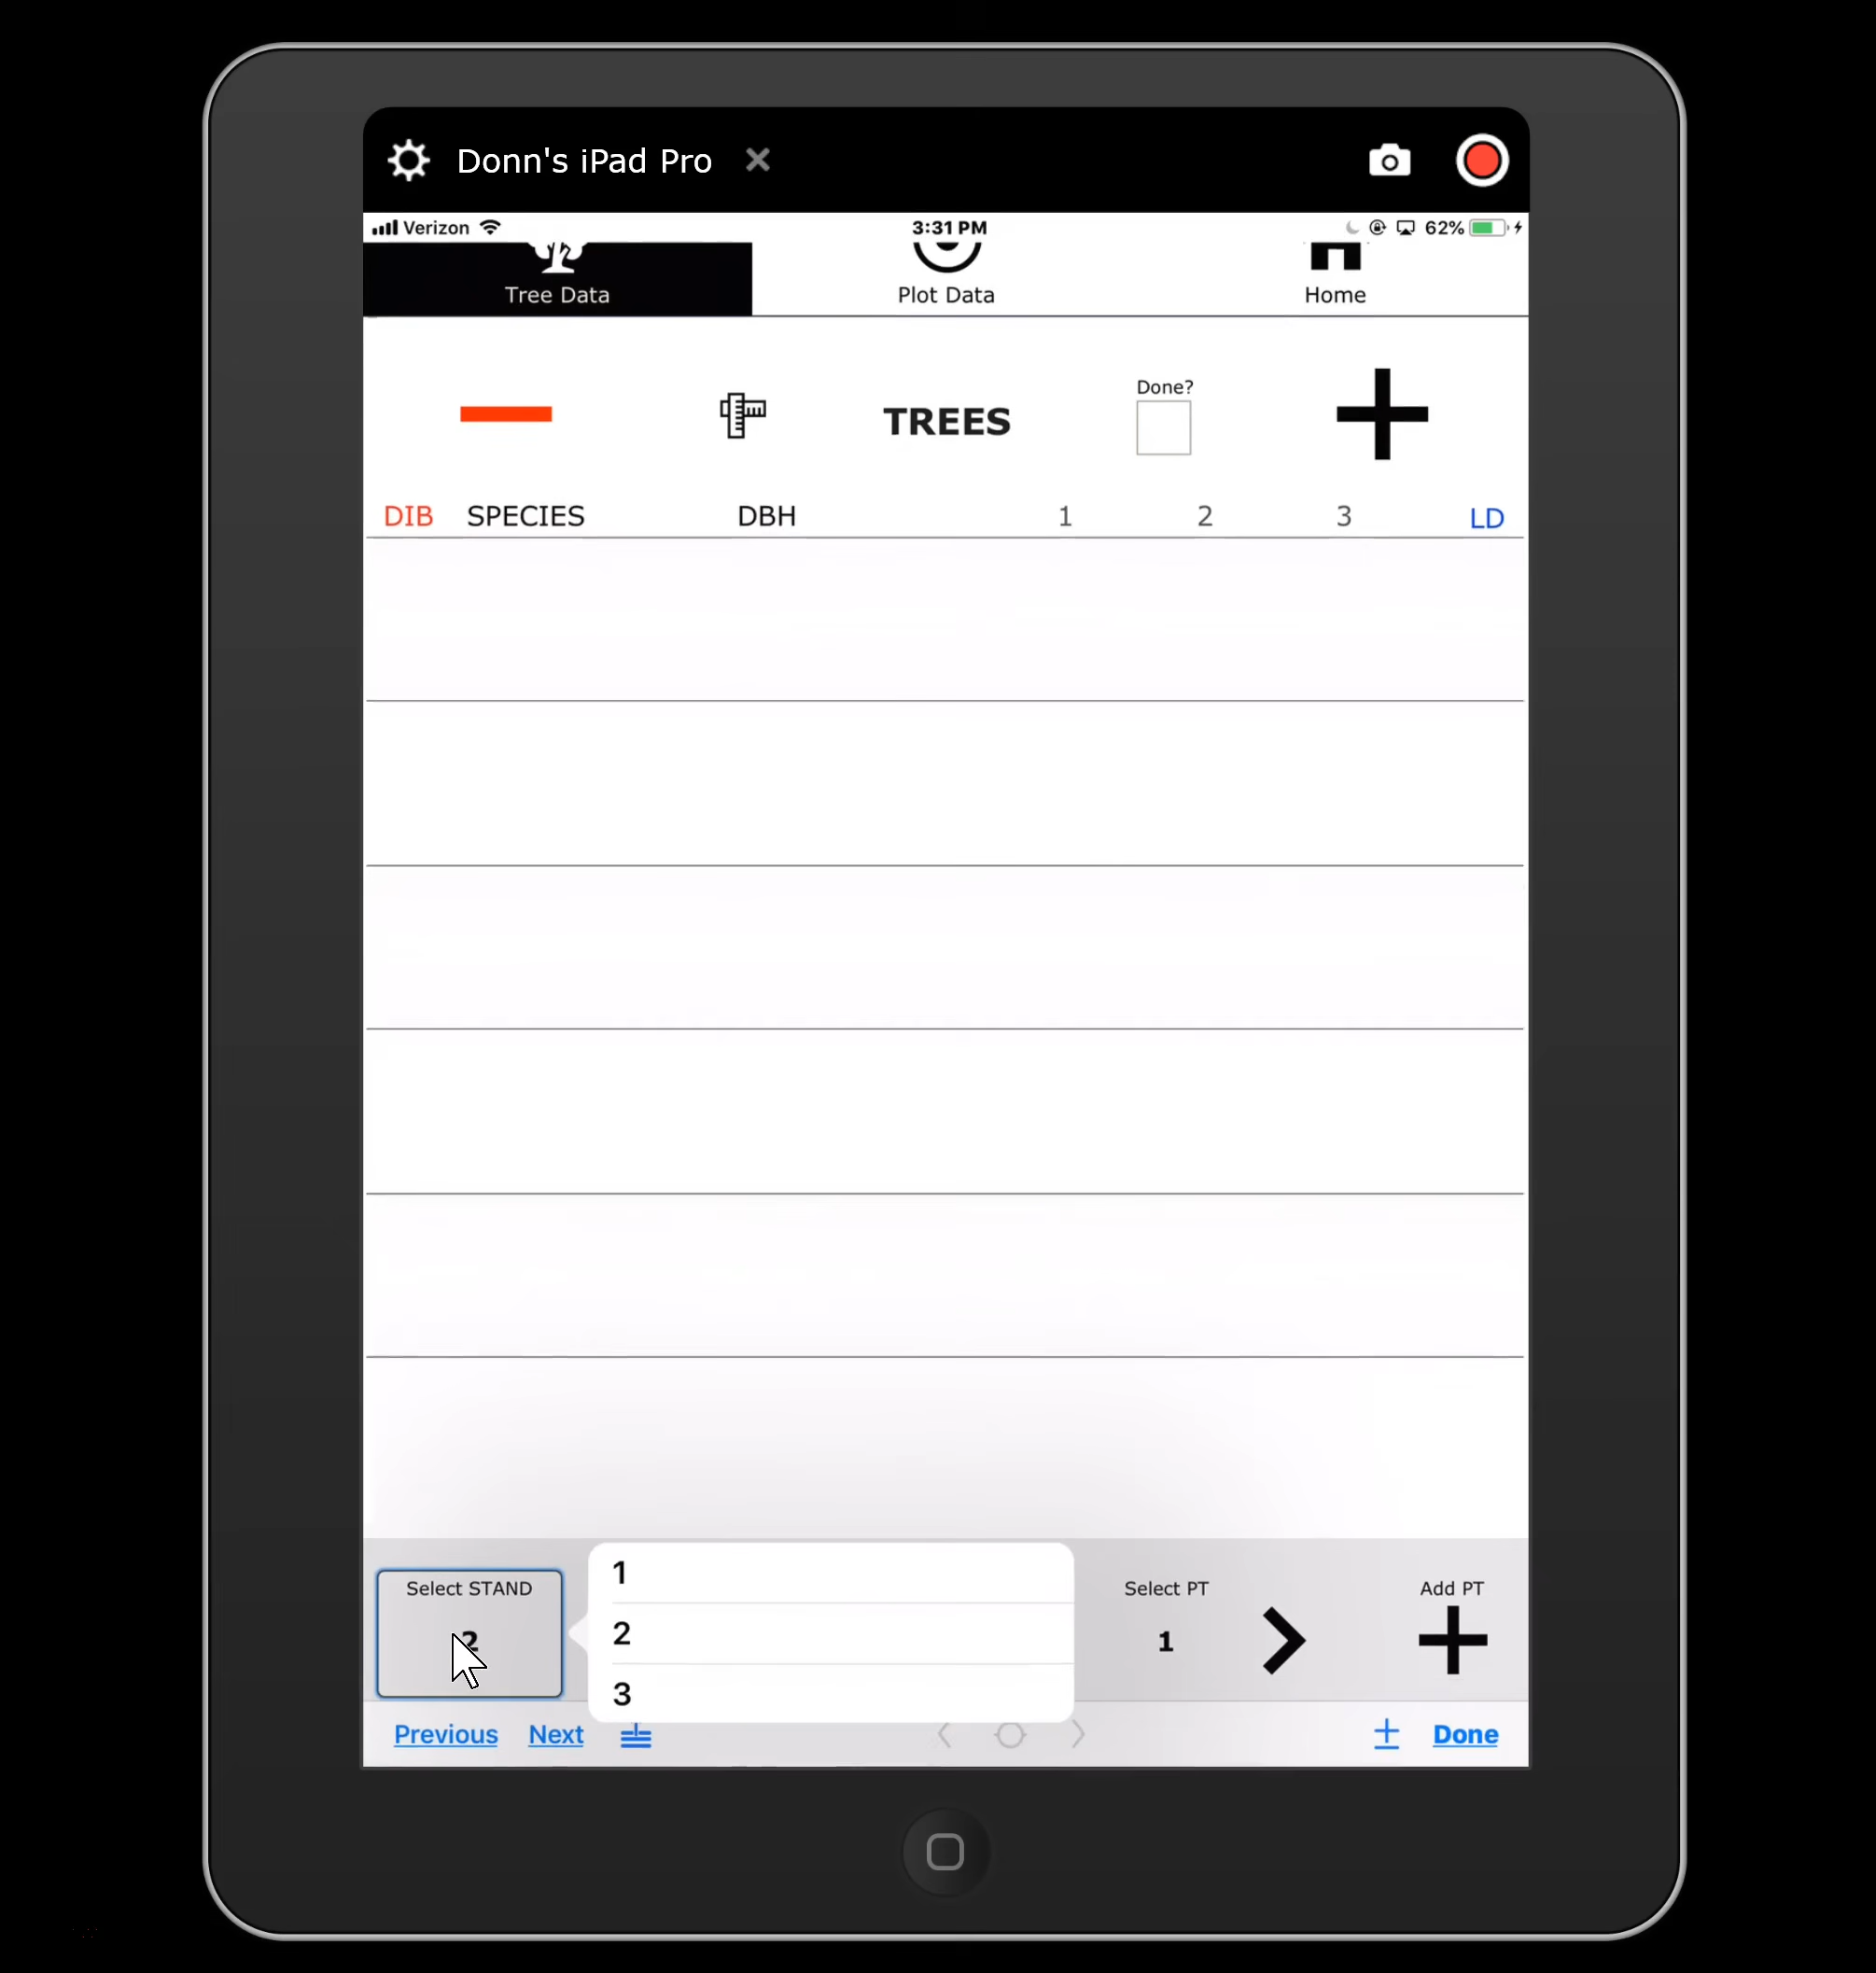 Donn's iPad Pro
Verizon 3:31 PM 62%
Tree Data Plot Data Home
TREES Done?
DIB SPECIES DBH 1 2 3 LD
Select STAND
2
1
2
3
Select PT
1
Add PT
Previous Next Done